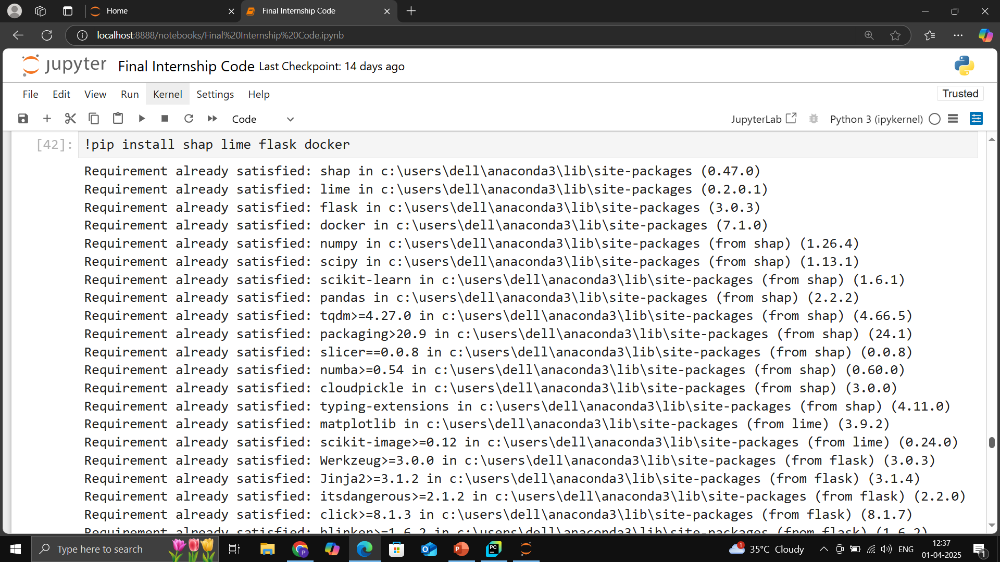 Home
Final Internship Code
localhost:8888/notebooks/Final%20Internship%20Code.ipynb
jupyter Final Internship Code Last Checkpoint: 14 days ago
File Edit View Run Kernel Settings Help Trusted
Code JupyterLab Python 3 (ipykernel)
[42]: !pip install shap lime flask docker
Requirement already satisfied: shap in c:\users\dell\anaconda3\lib\site-packages (0.47.0)
Requirement already satisfied: lime in c:\users\dell\anaconda3\lib\site-packages (0.2.0.1)
Requirement already satisfied: flask in c:\users\dell\anaconda3\lib\site-packages (3.0.3)
Requirement already satisfied: docker in c:\users\dell\anaconda3\lib\site-packages (7.1.0)
Requirement already satisfied: numpy in c:\users\dell\anaconda3\lib\site-packages (from shap) (1.26.4)
Requirement already satisfied: scipy in c:\users\dell\anaconda3\lib\site-packages (from shap) (1.13.1)
Requirement already satisfied: scikit-learn in c:\users\dell\anaconda3\lib\site-packages (from shap) (1.6.1)
Requirement already satisfied: pandas in c:\users\dell\anaconda3\lib\site-packages (from shap) (2.2.2)
Requirement already satisfied: tqdm>=4.27.0 in c:\users\dell\anaconda3\lib\site-packages (from shap) (4.66.5)
Requirement already satisfied: packaging>20.9 in c:\users\dell\anaconda3\lib\site-packages (from shap) (24.1)
Requirement already satisfied: slicer==0.0.8 in c:\users\dell\anaconda3\lib\site-packages (from shap) (0.0.8)
Requirement already satisfied: numba>=0.54 in c:\users\dell\anaconda3\lib\site-packages (from shap) (0.60.0)
Requirement already satisfied: cloudpickle in c:\users\dell\anaconda3\lib\site-packages (from shap) (3.0.0)
Requirement already satisfied: typing-extensions in c:\users\dell\anaconda3\lib\site-packages (from shap) (4.11.0)
Requirement already satisfied: matplotlib in c:\users\dell\anaconda3\lib\site-packages (from lime) (3.9.2)
Requirement already satisfied: scikit-image>=0.12 in c:\users\dell\anaconda3\lib\site-packages (from lime) (0.24.0)
Requirement already satisfied: Werkzeug>=3.0.0 in c:\users\dell\anaconda3\lib\site-packages (from flask) (3.0.3)
Requirement already satisfied: Jinja2>=3.1.2 in c:\users\dell\anaconda3\lib\site-packages (from flask) (3.1.4)
Requirement already satisfied: itsdangerous>=2.1.2 in c:\users\dell\anaconda3\lib\site-packages (from flask) (2.2.0)
Requirement already satisfied: click>=8.1.3 in c:\users\dell\anaconda3\lib\site-packages (from flask) (8.1.7)
Requirement already satisfied: blinker>=1.6.2 in c:\users\dell\anaconda3\lib\site-packages (from flask) (1.6.2)
Type here to search
35°C Cloudy
ENG
12:37
01-04-2025